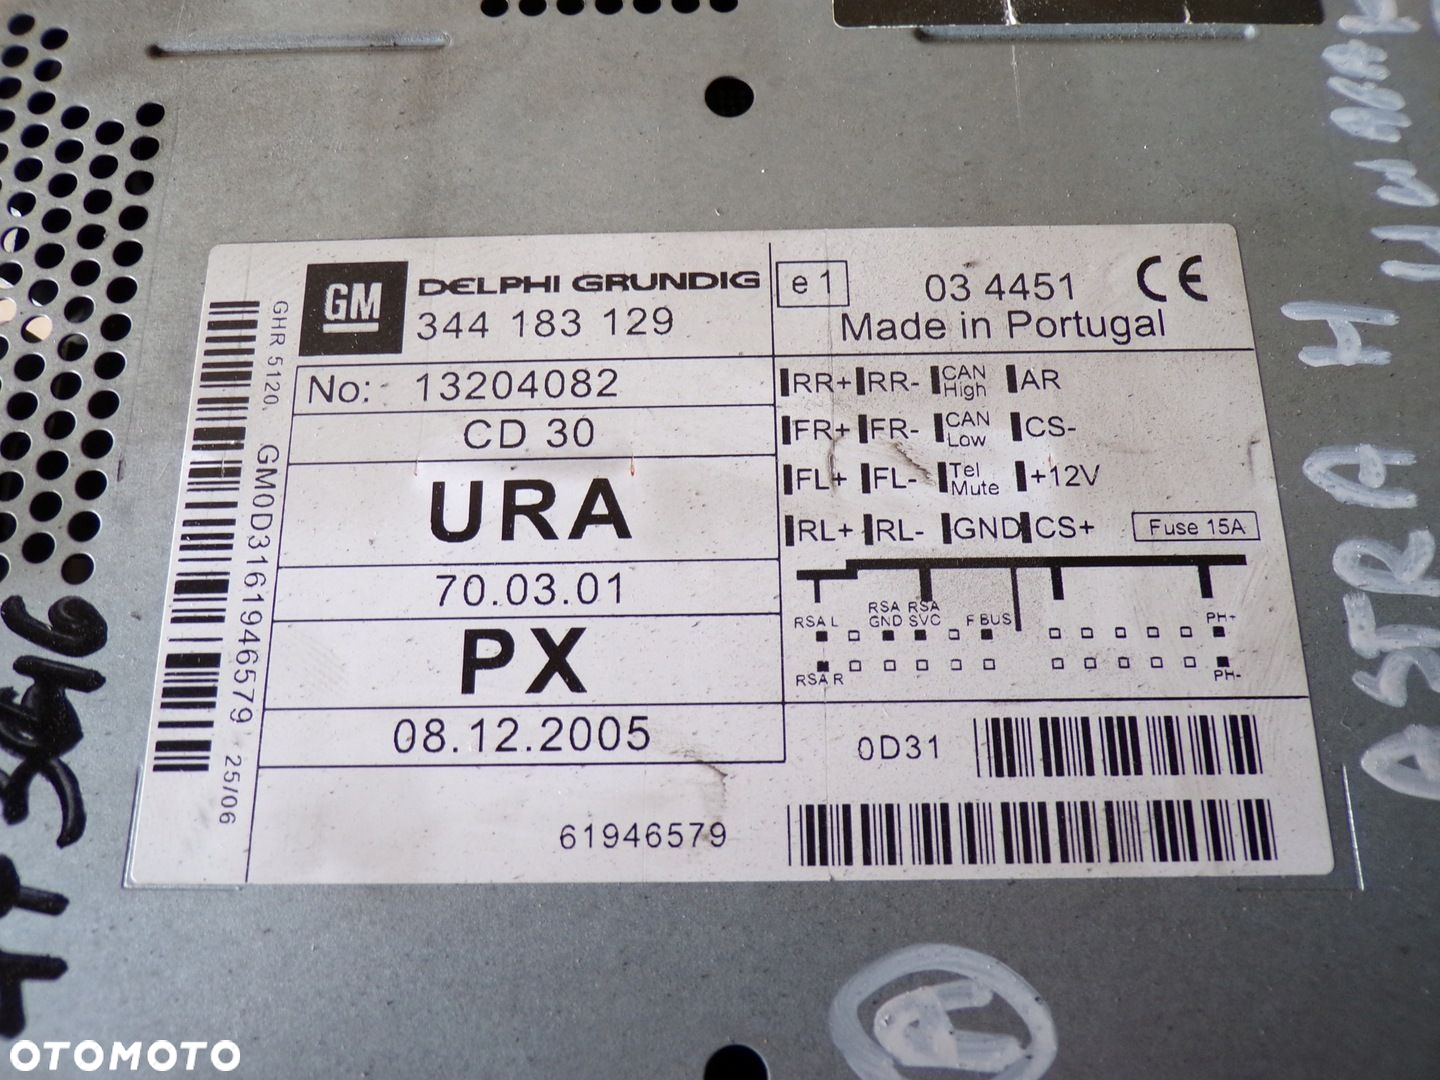 GM
DELPHI GRUNDIG
344 183 129
e1
03 4451
CE
Made in Portugal
No: 13204082
CD 30
URA
70.03.01
PX
08.12.2005
61946579
RR+ RR- CAN High AR
FR+ FR- CAN Low CS-
FL+ FL- Tel Mute +12V
RL+ RL- GND CS+
Fuse 15A
RSA L
RSA GND
RSA SVC
F BUS
PH+
RSA R
PH-
0D31
GHR 5120, GM0D3161946579 25/06
ASTRA H
OTOMOTO